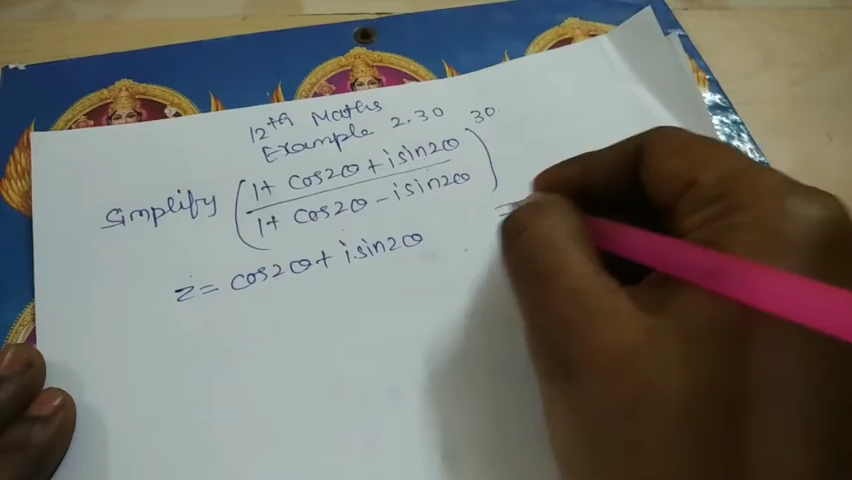 12th Maths
Example 2.30
Simplify (1+ cos2θ + isin2θ / 1+ cos2θ - isin2θ)30
z = cos2θ + isin2θ